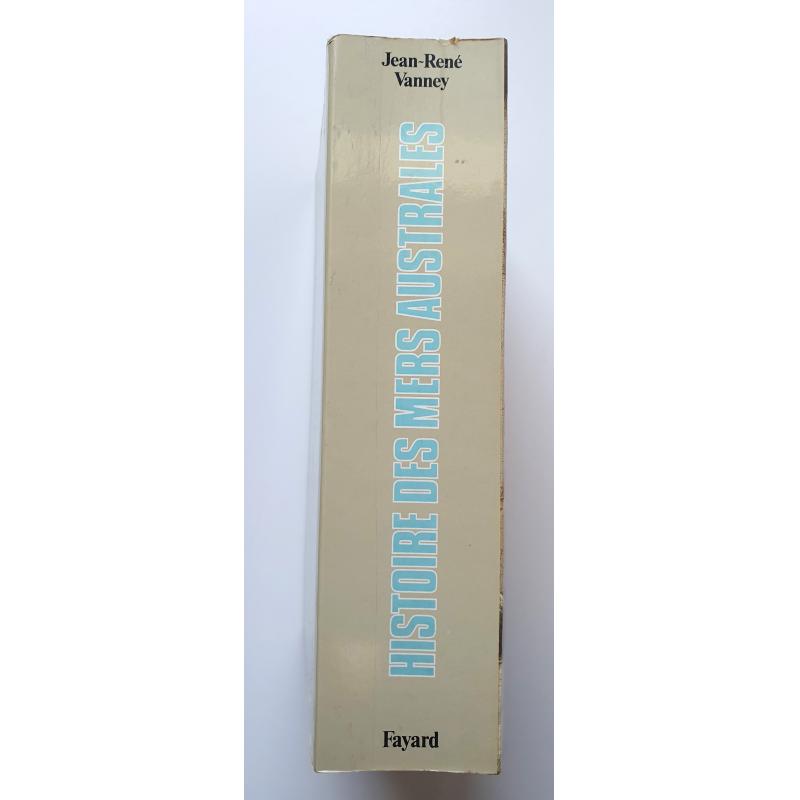 Jean-René
Vanney
HISTOIRE DES MERS AUSTRALES
Fayard